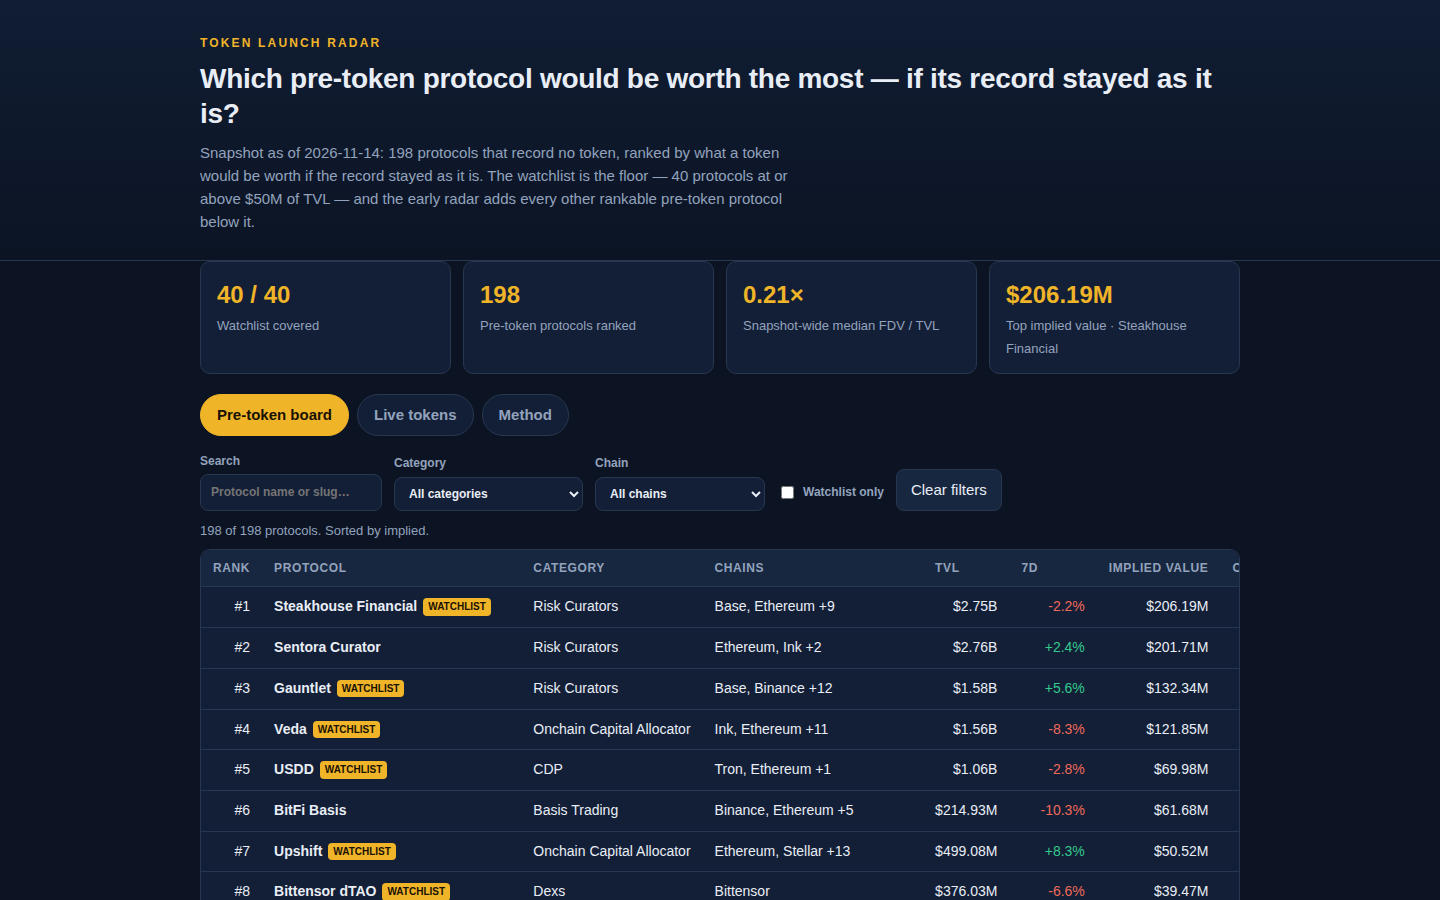 TOKEN LAUNCH RADAR
Which pre-token protocol would be worth the most — if its record stayed as it
is?
Snapshot as of 2026-11-14: 198 protocols that record no token, ranked by what a token
would be worth if the record stayed as it is. The watchlist is the floor — 40 protocols at or
above $50M of TVL — and the early radar adds every other rankable pre-token protocol
below it.
40 / 40
Watchlist covered
198
Pre-token protocols ranked
0.21×
Snapshot-wide median FDV / TVL
$206.19M
Top implied value · Steakhouse
Financial
Pre-token board Live tokens Method
Search Category Chain
Protocol name or slug… All categories All chains Watchlist only Clear filters
198 of 198 protocols. Sorted by implied.
RANK PROTOCOL CATEGORY CHAINS TVL 7D IMPLIED VALUE
#1 Steakhouse Financial WATCHLIST Risk Curators Base, Ethereum +9 $2.75B -2.2% $206.19M
#2 Sentora Curator Risk Curators Ethereum, Ink +2 $2.76B +2.4% $201.71M
#3 Gauntlet WATCHLIST Risk Curators Base, Binance +12 $1.58B +5.6% $132.34M
#4 Veda WATCHLIST Onchain Capital Allocator Ink, Ethereum +11 $1.56B -8.3% $121.85M
#5 USDD WATCHLIST CDP Tron, Ethereum +1 $1.06B -2.8% $69.98M
#6 BitFi Basis Basis Trading Binance, Ethereum +5 $214.93M -10.3% $61.68M
#7 Upshift WATCHLIST Onchain Capital Allocator Ethereum, Stellar +13 $499.08M +8.3% $50.52M
#8 Bittensor dTAO WATCHLIST Dexs Bittensor $376.03M -6.6% $39.47M